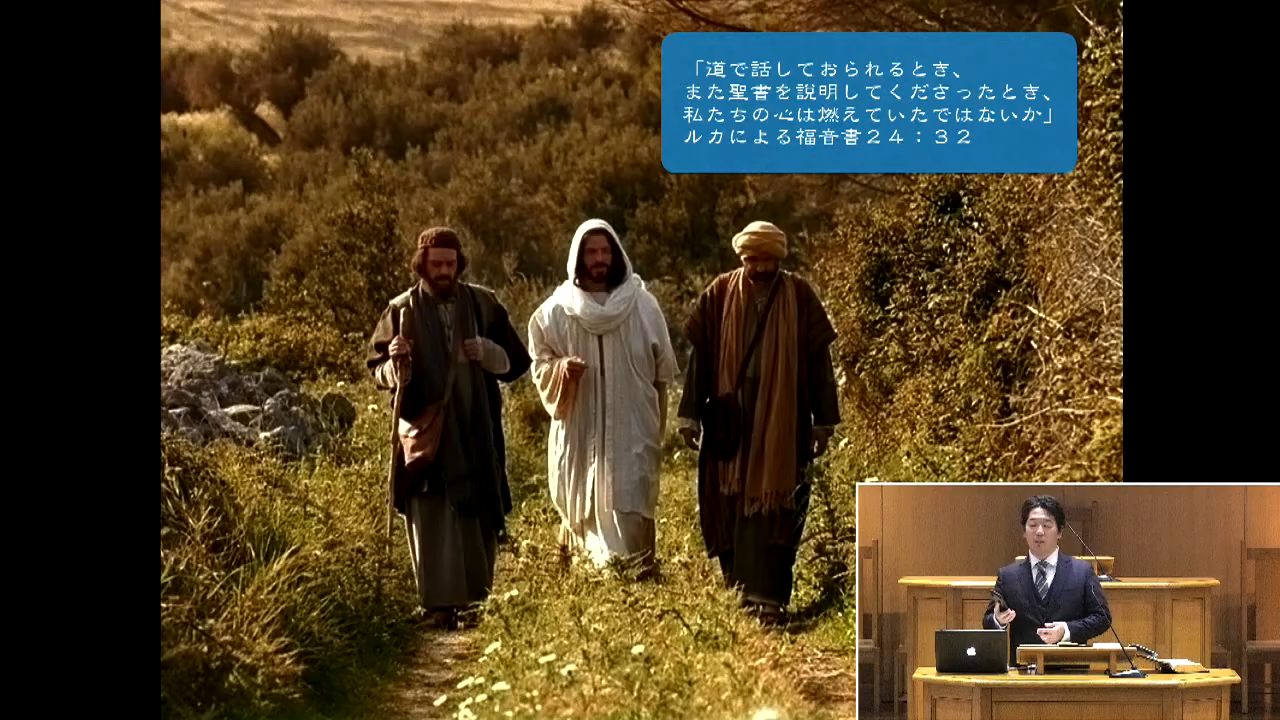 「道で話しておられるとき、
また聖書を説明してくださったとき、
私たちの心は燃えていたではないか」
ルカによる福音書２４：３２